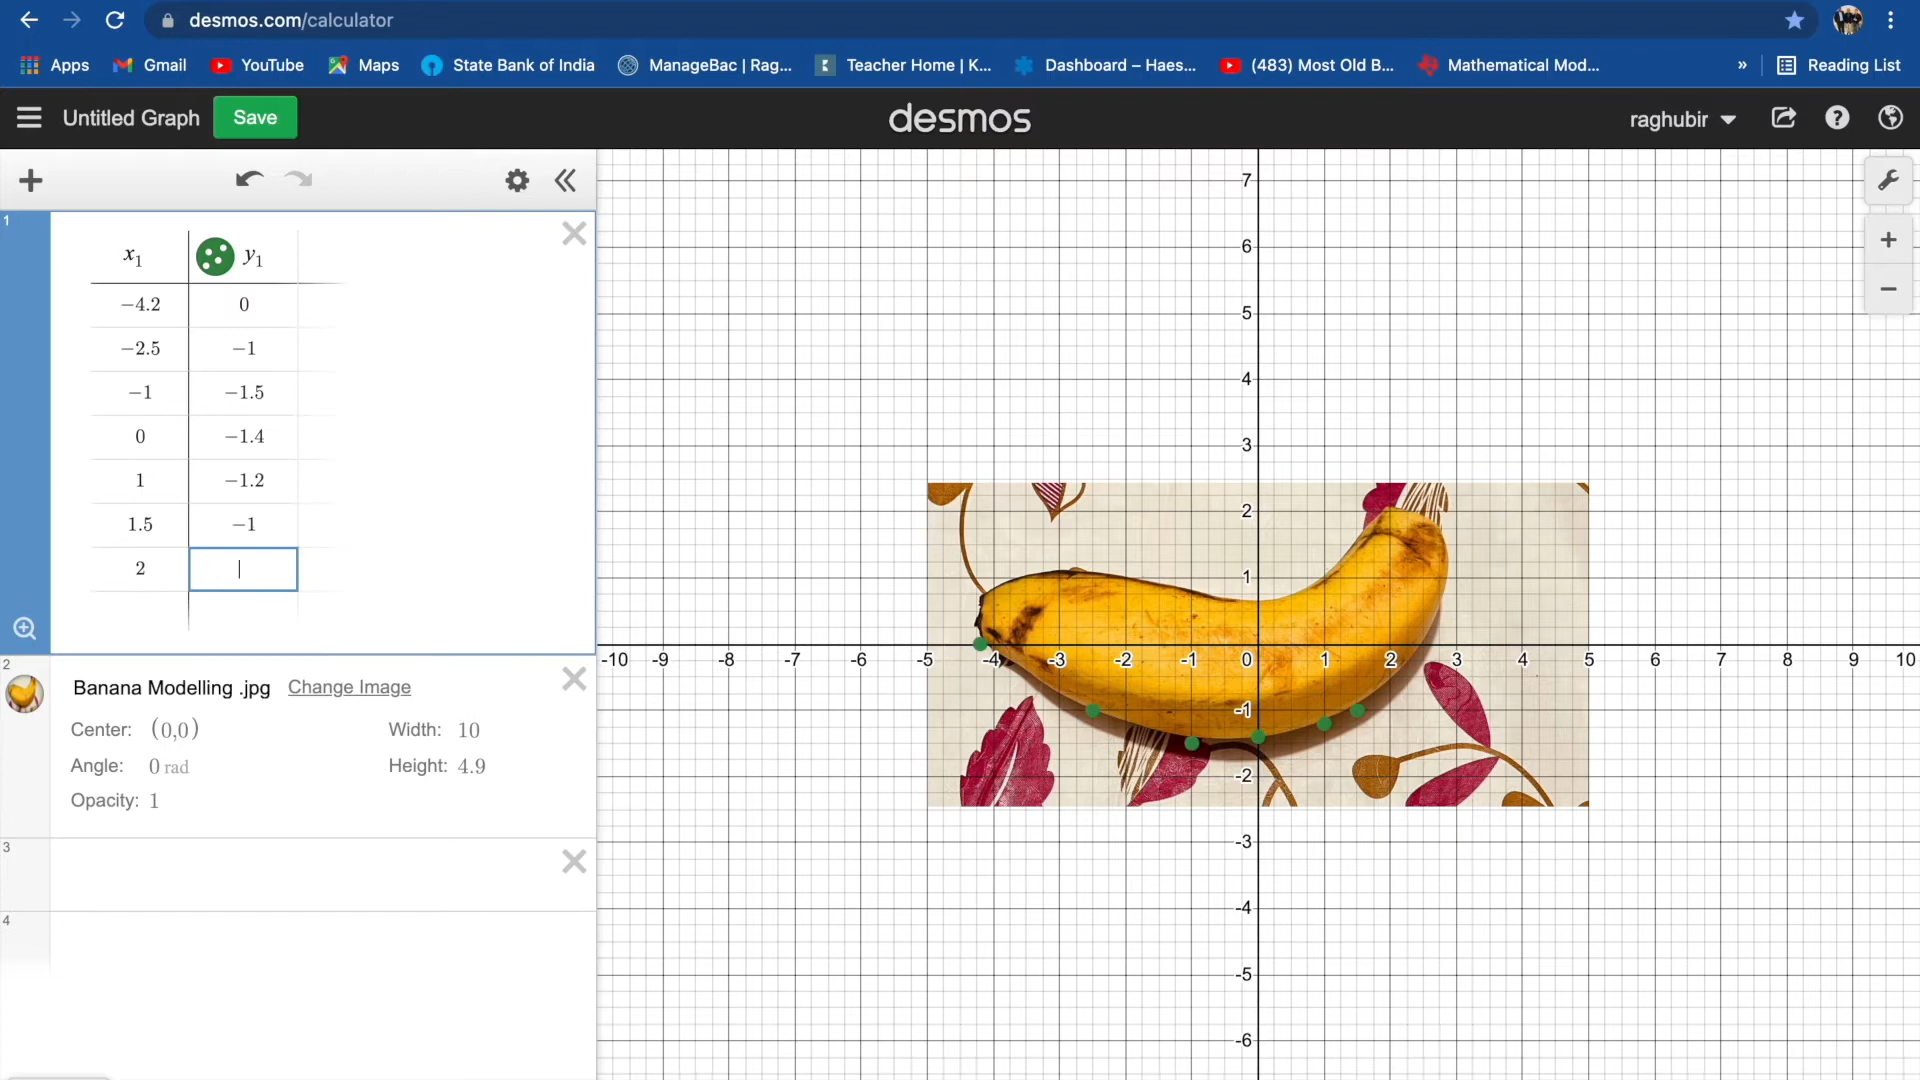 desmos.com/calculator
Apps Gmail YouTube Maps State Bank of India ManageBac | Rag... Teacher Home | K... Dashboard – Haes... (483) Most Old B... Mathematical Mod... » Reading List
Untitled Graph Save desmos raghubir
1
x₁ y₁
−4.2 0
−2.5 −1
−1 −1.5
0 −1.4
1 −1.2
1.5 −1
2
2
Banana Modelling .jpg Change Image
Center: (0,0) Width: 10
Angle: 0 rad Height: 4.9
Opacity: 1
3
4
7
6
5
4
3
2
1
-10 -9 -8 -7 -6 -5 -4 -3 -2 -1 0 1 2 3 4 5 6 7 8 9 10
-1
-2
-3
-4
-5
-6